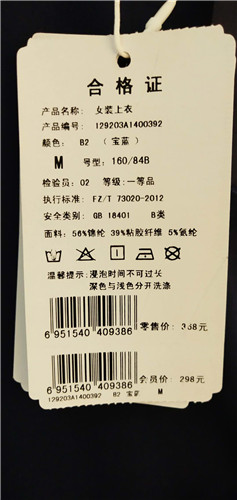 合格证
产品名称: 女装上衣
产品编号: 129203A1400392
颜色: B2 (宝蓝)
M 号型: 160/84B
检验员: 02 等级: 一等品
执行标准: FZ/T 73020-2012
安全类别: GB 18401 B类
面料: 56%锦纶 39%粘胶纤维 5%氨纶
温馨提示: 浸泡时间不可过长
深色与浅色分开洗涤
6 951540 409386
零售价: 368元
6 951540 409386
会员价: 298元
129203A1400392 B2 宝蓝 M